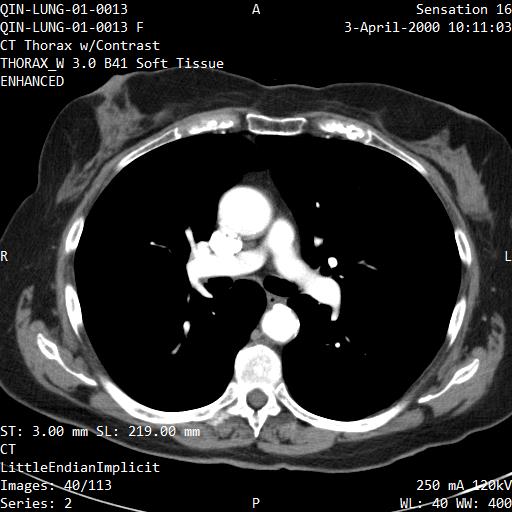 QIN-LUNG-01-0013
A
Sensation 16
QIN-LUNG-01-0013 F
3-April-2000 10:11:03
CT Thorax w/Contrast
THORAX_W 3.0 B41 Soft Tissue
ENHANCED
R
L
ST: 3.00 mm SL: 219.00 mm
CT
LittleEndianImplicit
Images: 40/113
250 mA 120kV
Series: 2
P
WL: 40 WW: 400